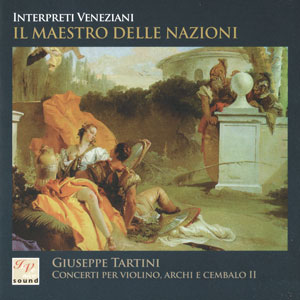 INTERPRETI VENEZIANI
IL MAESTRO DELLE NAZIONI
GIUSEPPE TARTINI
CONCERTI PER VIOLINO, ARCHI E CEMBALO II
sound